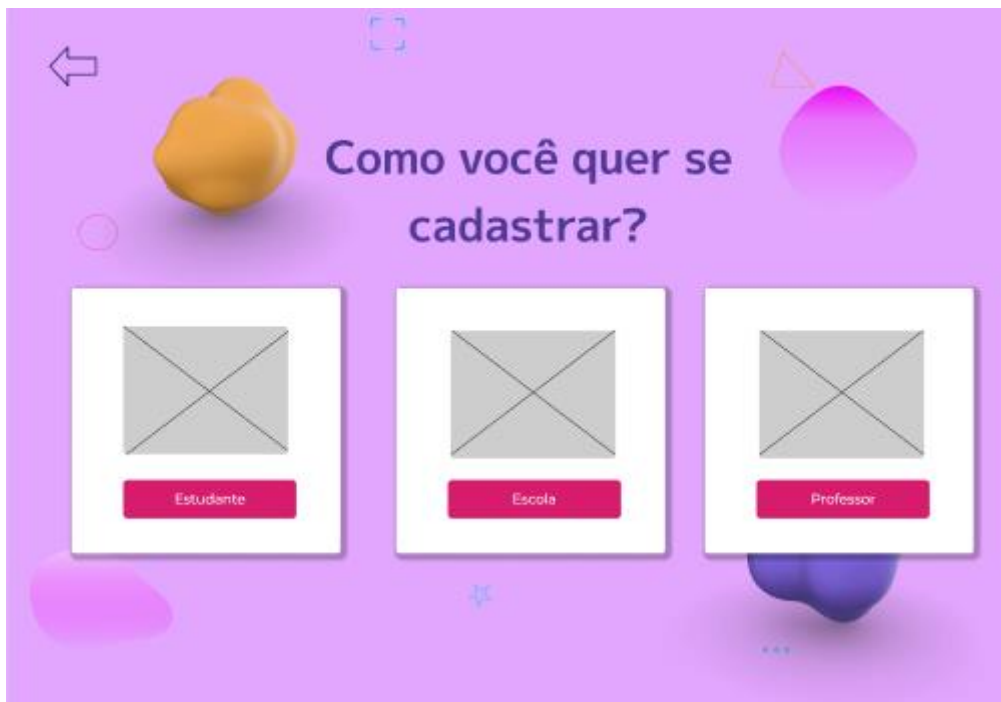 Como você quer se
cadastrar?
Estudante
Escola
Professor